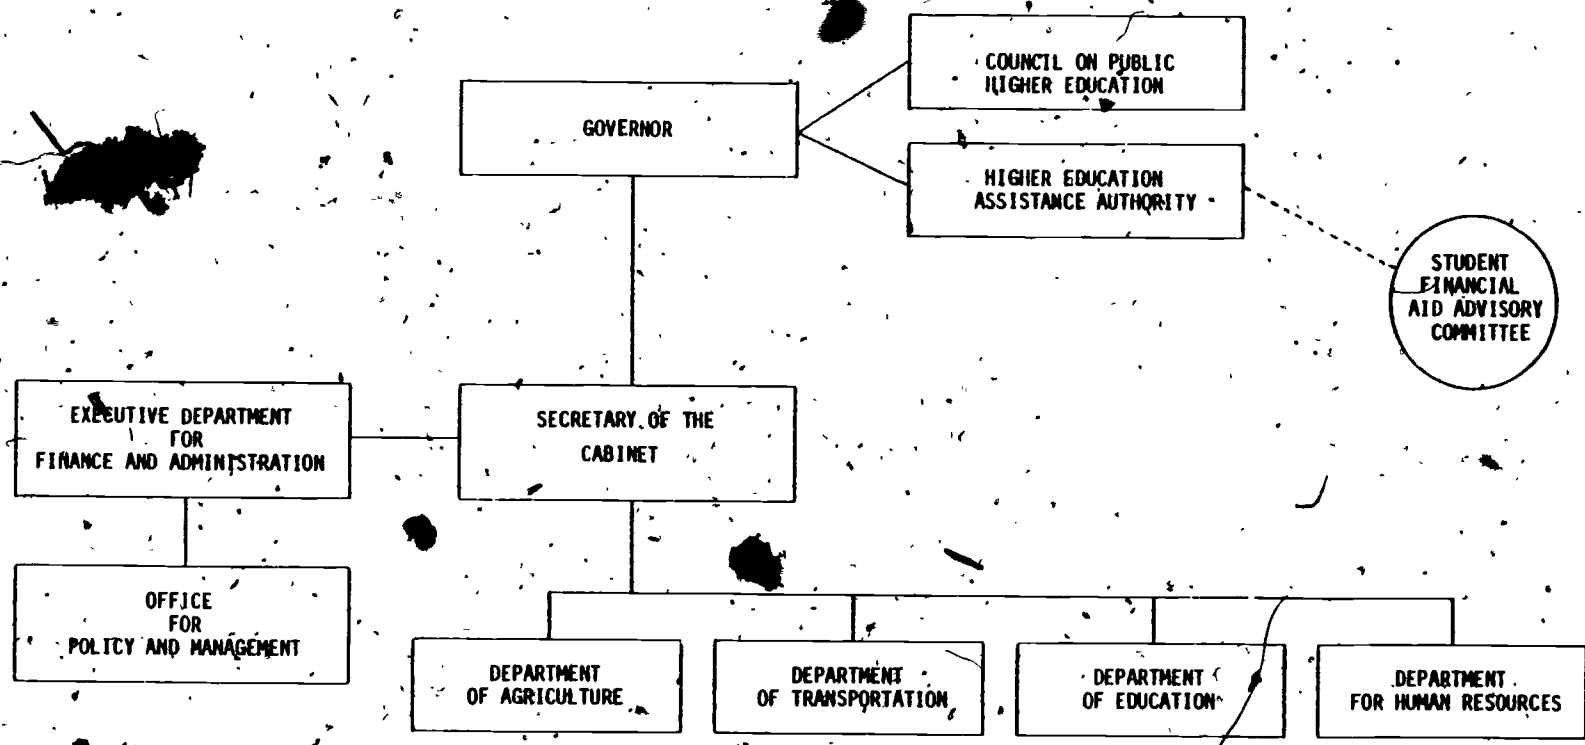 COUNCIL ON PUBLIC
HIGHER EDUCATION
GOVERNOR
HIGHER EDUCATION
ASSISTANCE AUTHORITY
STUDENT
FINANCIAL
AID ADVISORY
COMMITTEE
EXECUTIVE DEPARTMENT
FOR
FINANCE AND ADMINISTRATION
SECRETARY OF THE
CABINET
OFFICE
FOR
POLICY AND MANAGEMENT
DEPARTMENT
OF AGRICULTURE
DEPARTMENT
OF TRANSPORTATION
DEPARTMENT
OF EDUCATION
DEPARTMENT
FOR HUMAN RESOURCES